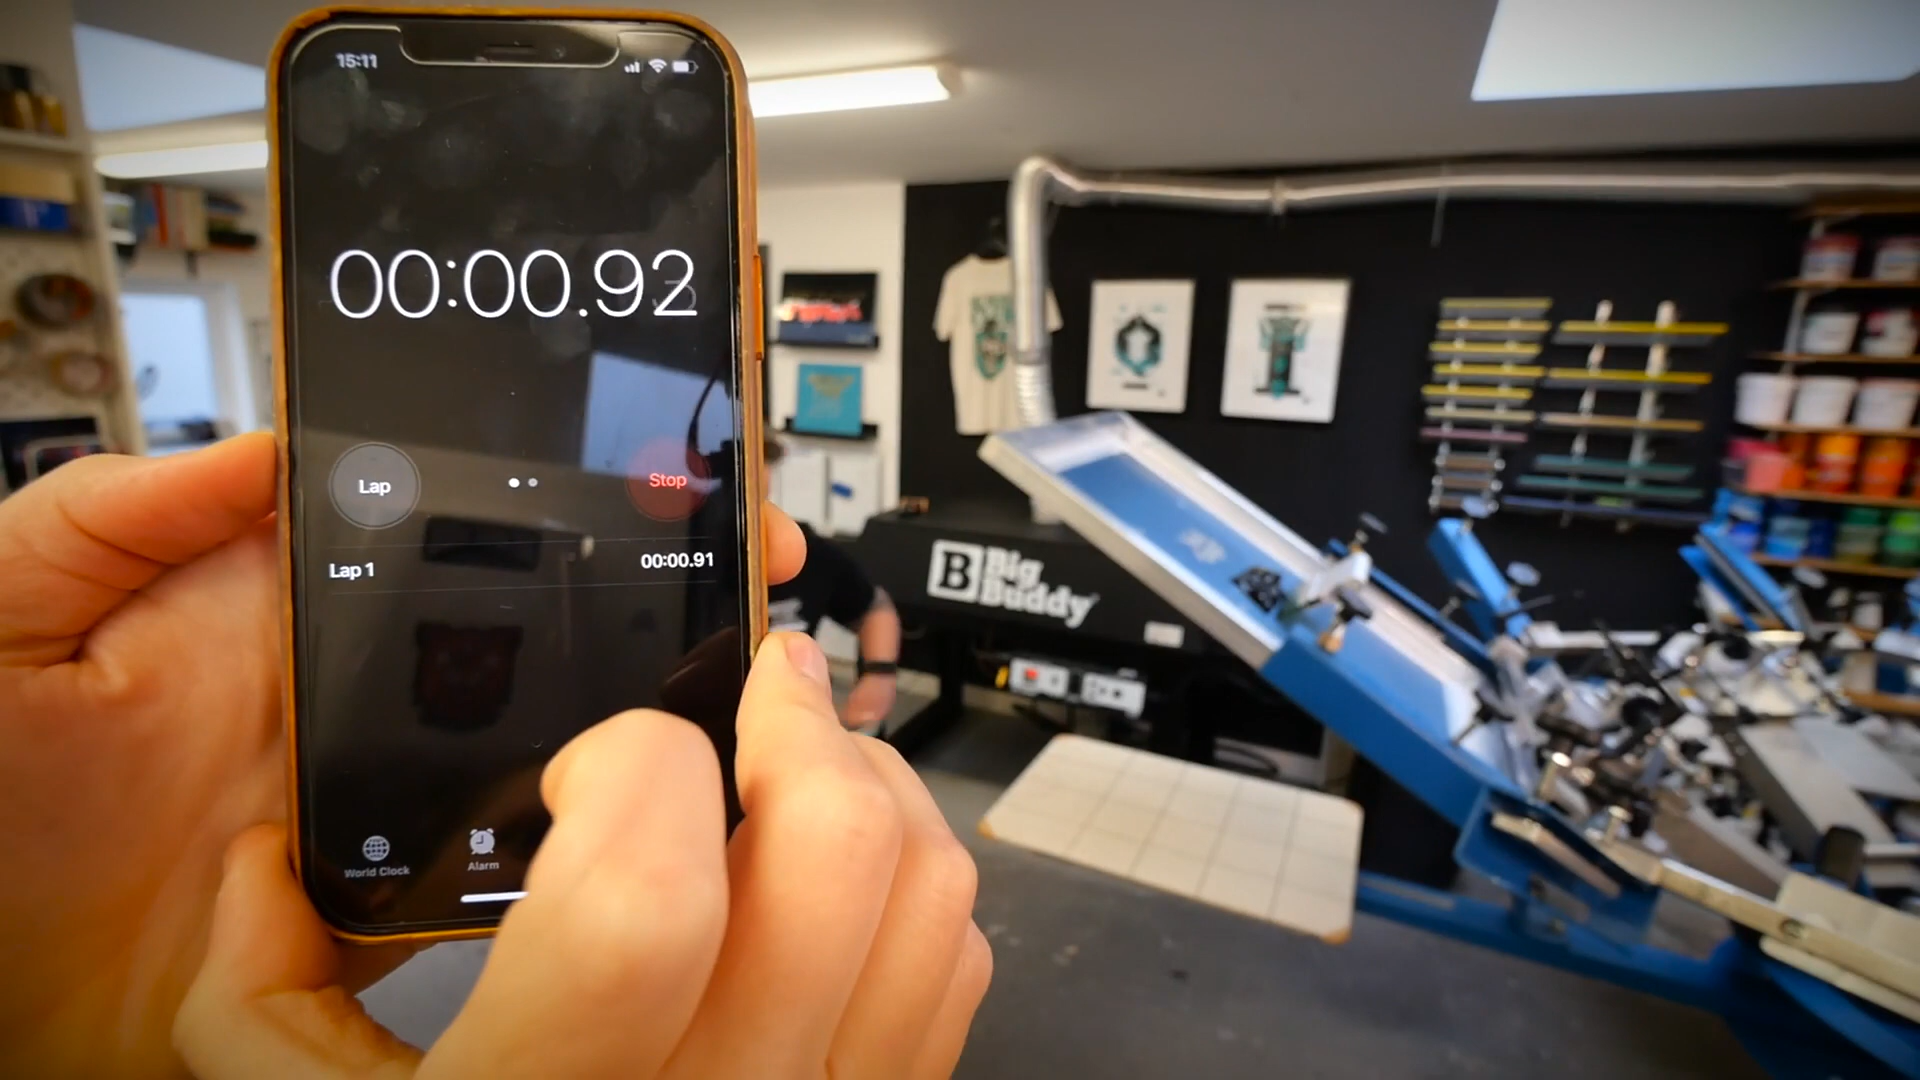 15:11
00:00.92
Lap
Stop
Lap 1
00:00.91
World Clock
Alarm
B Big
Buddy